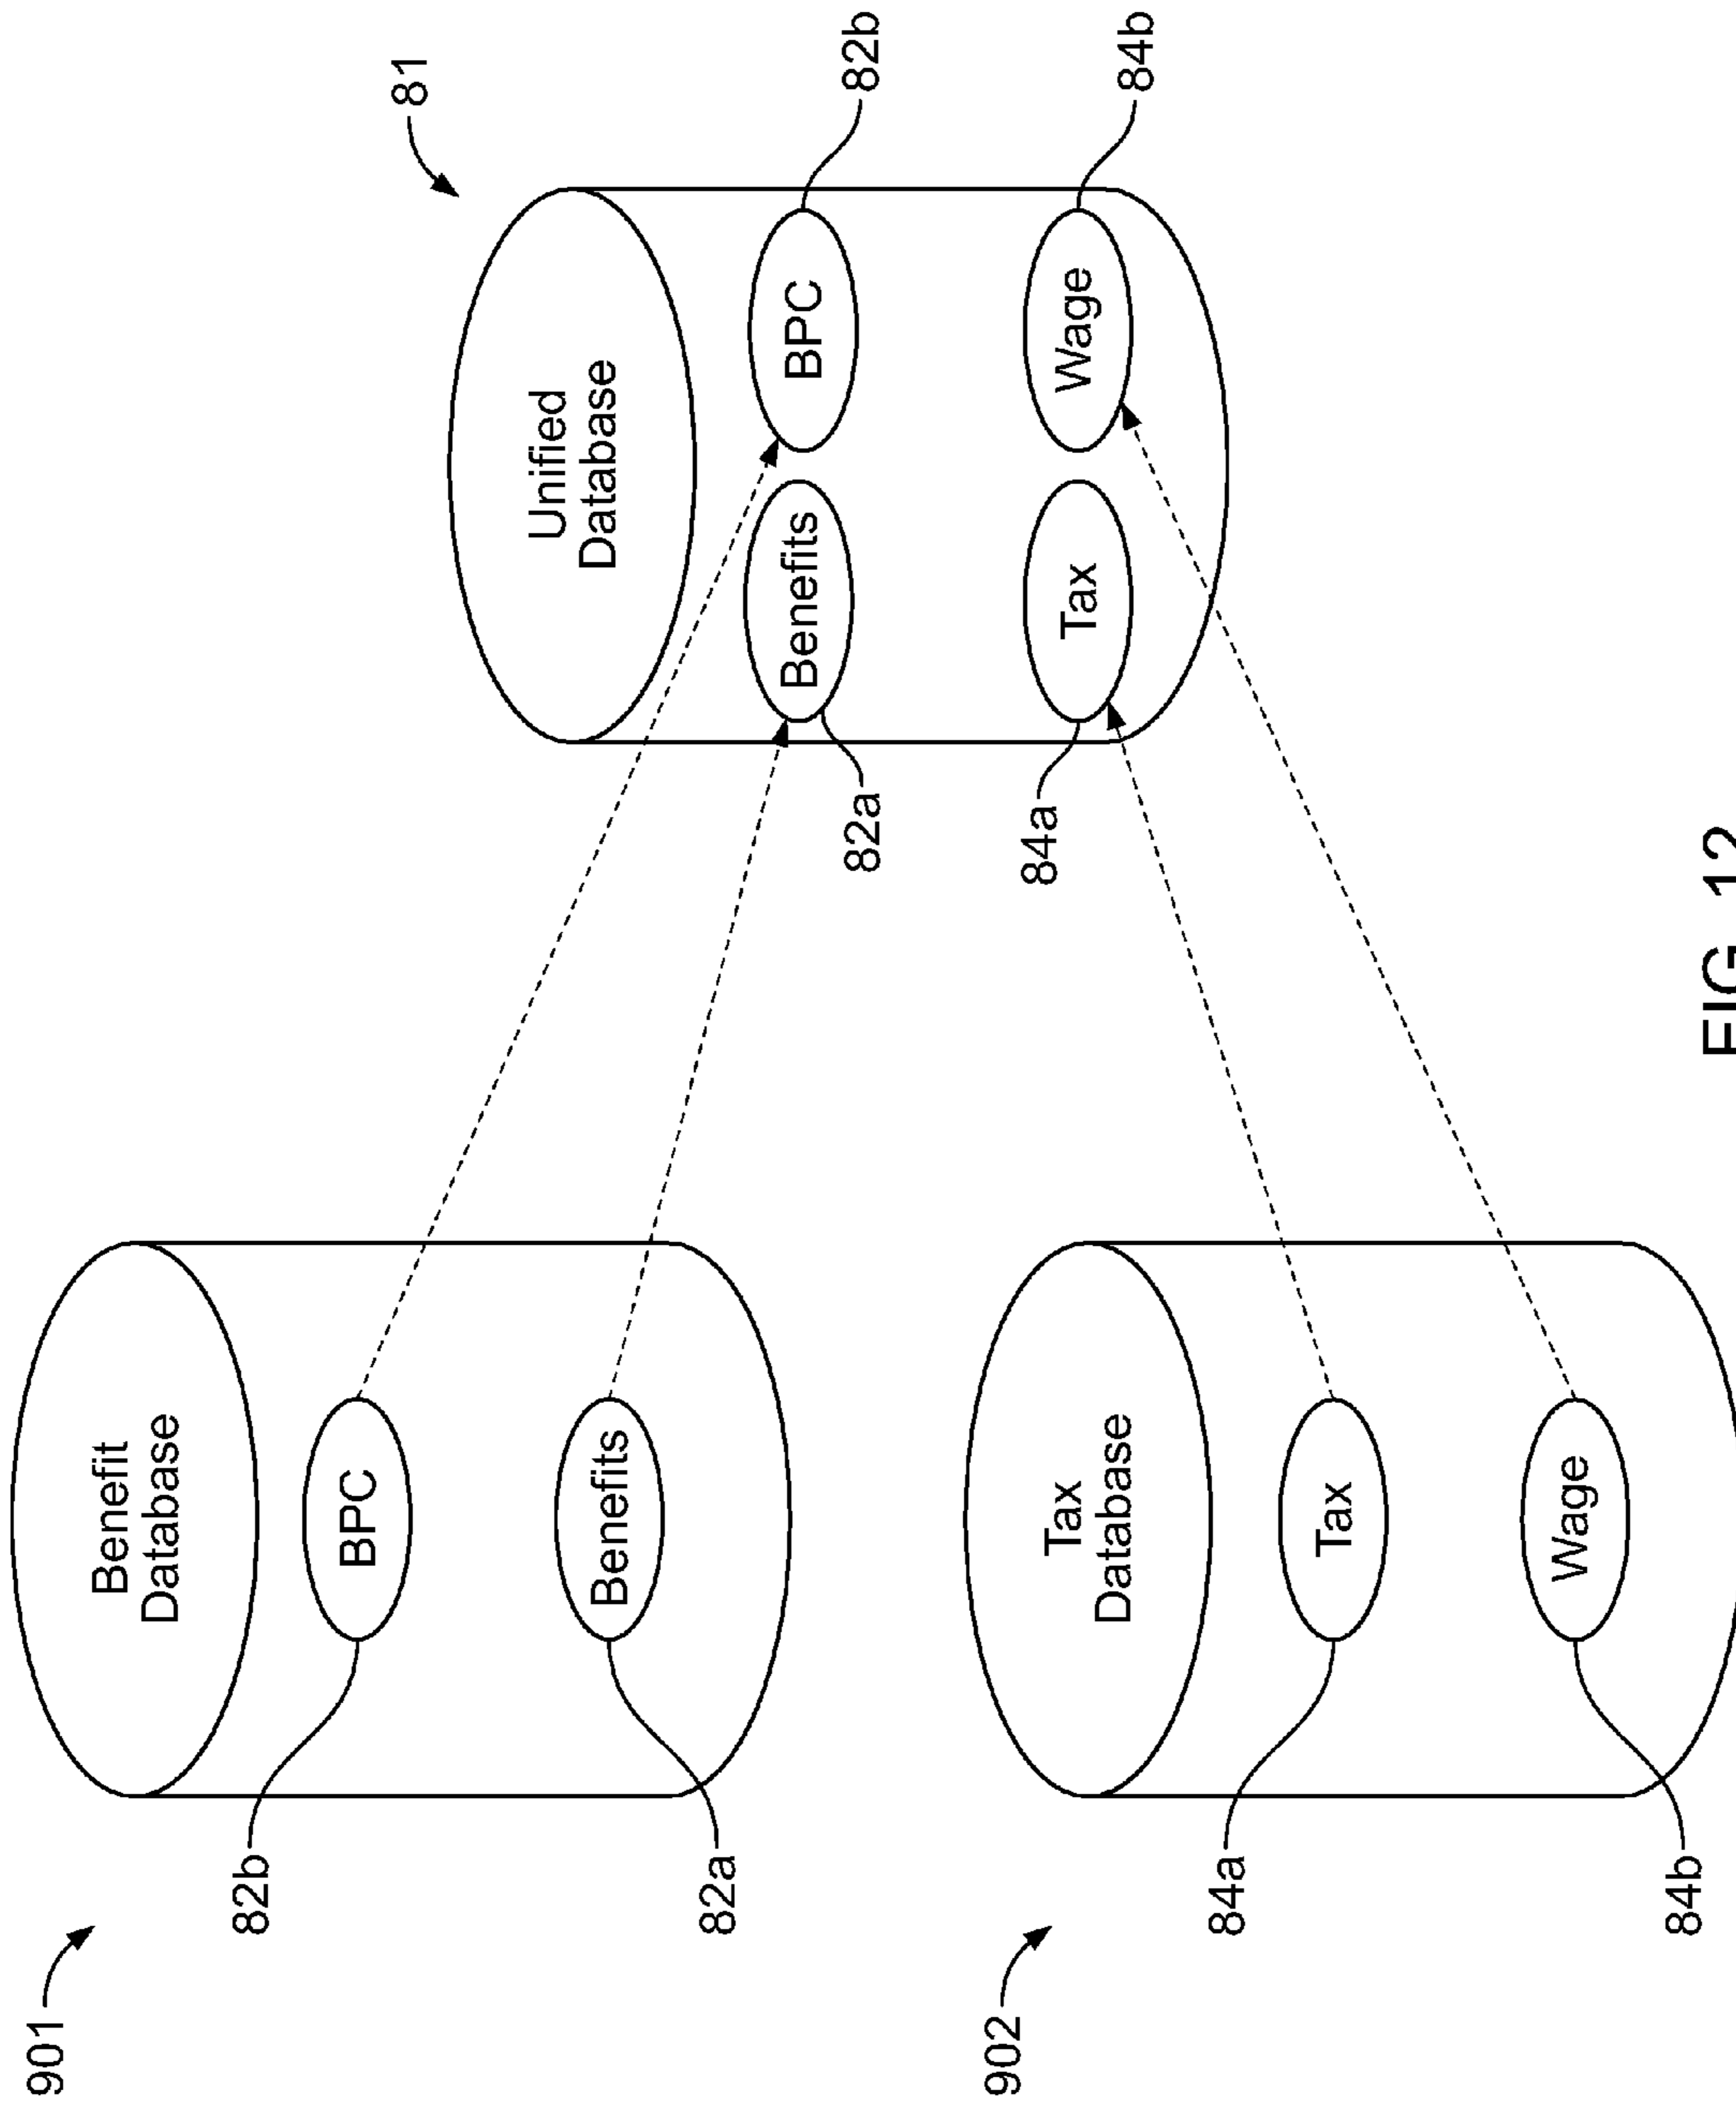 901
Benefit
Database
82b
BPC
82a
Benefits
902
Tax
Database
84a
Tax
84b
Wage
81
Unified
Database
Benefits
BPC
82b
82a
84a
Tax
Wage
84b
FIG. 12